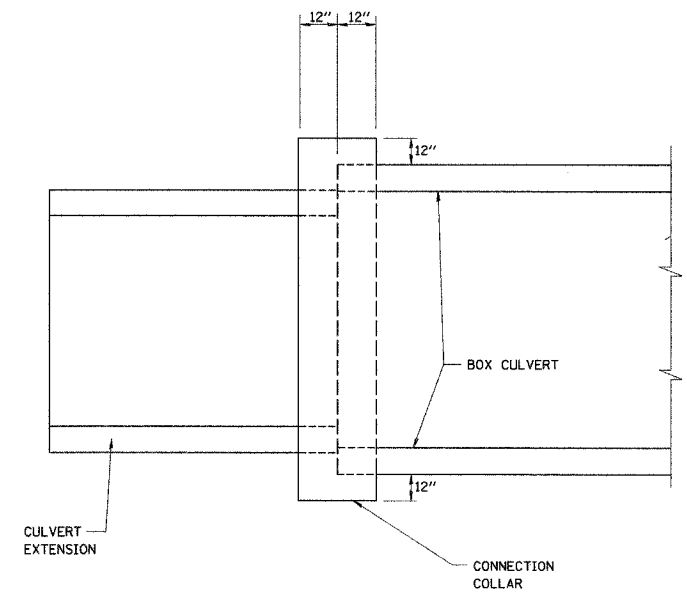 12" 12"
12"
BOX CULVERT
12"
CULVERT
EXTENSION
CONNECTION
COLLAR